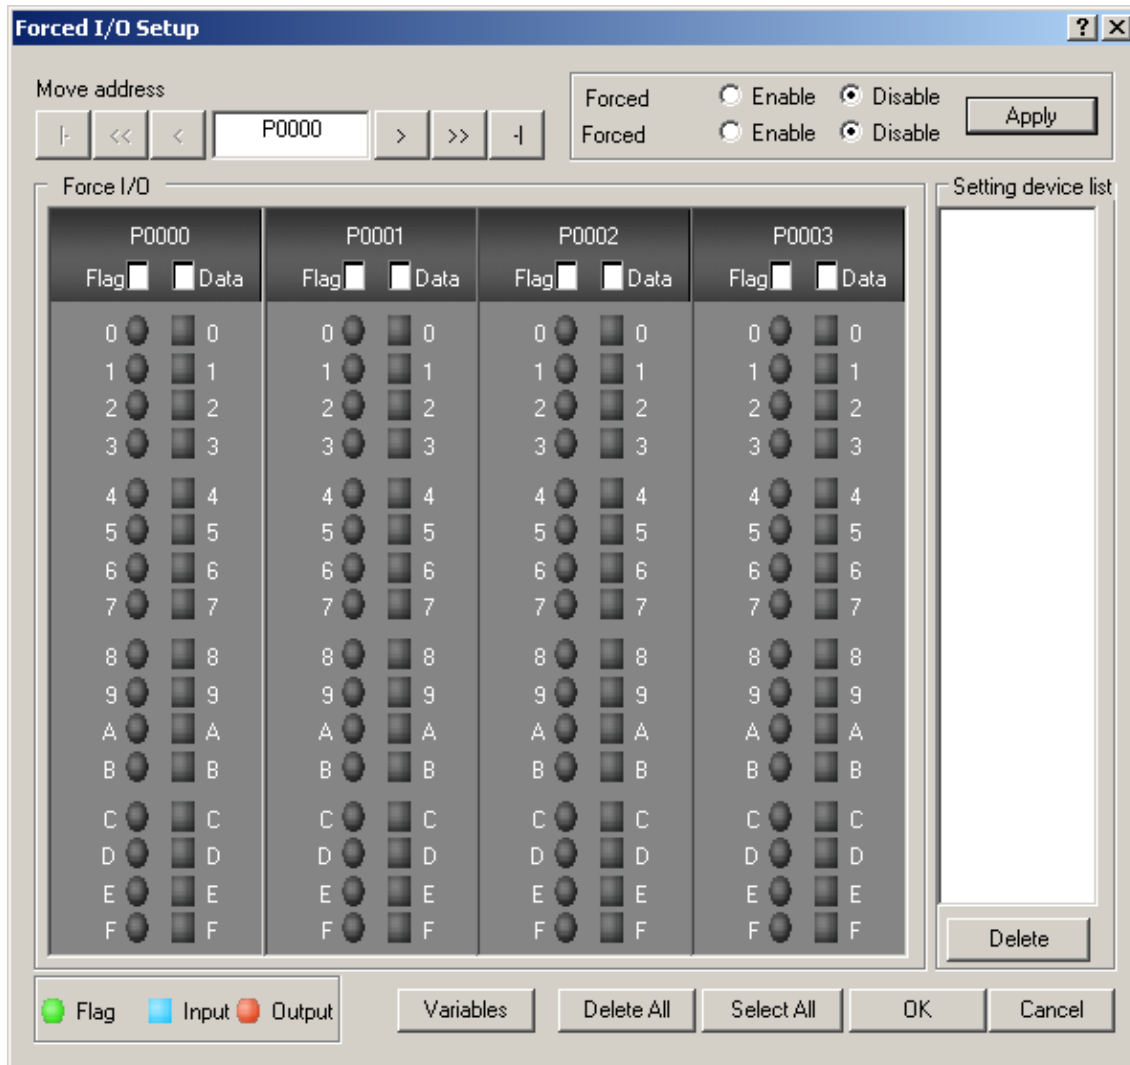 Forced I/O Setup ? X
Move address
|- << < P0000 > >> -|
Forced Enable Disable
Forced Enable Disable
Apply
Force I/O
Setting device list
P0000 P0001 P0002 P0003
Flag Data Flag Data Flag Data Flag Data
0 0 0 0 0 0 0 0
1 1 1 1 1 1 1 1
2 2 2 2 2 2 2 2
3 3 3 3 3 3 3 3
4 4 4 4 4 4 4 4
5 5 5 5 5 5 5 5
6 6 6 6 6 6 6 6
7 7 7 7 7 7 7 7
8 8 8 8 8 8 8 8
9 9 9 9 9 9 9 9
A A A A A A A A
B B B B B B B B
C C C C C C C C
D D D D D D D D
E E E E E E E E
F F F F F F F F
Delete
Flag Input Output
Variables Delete All Select All OK Cancel